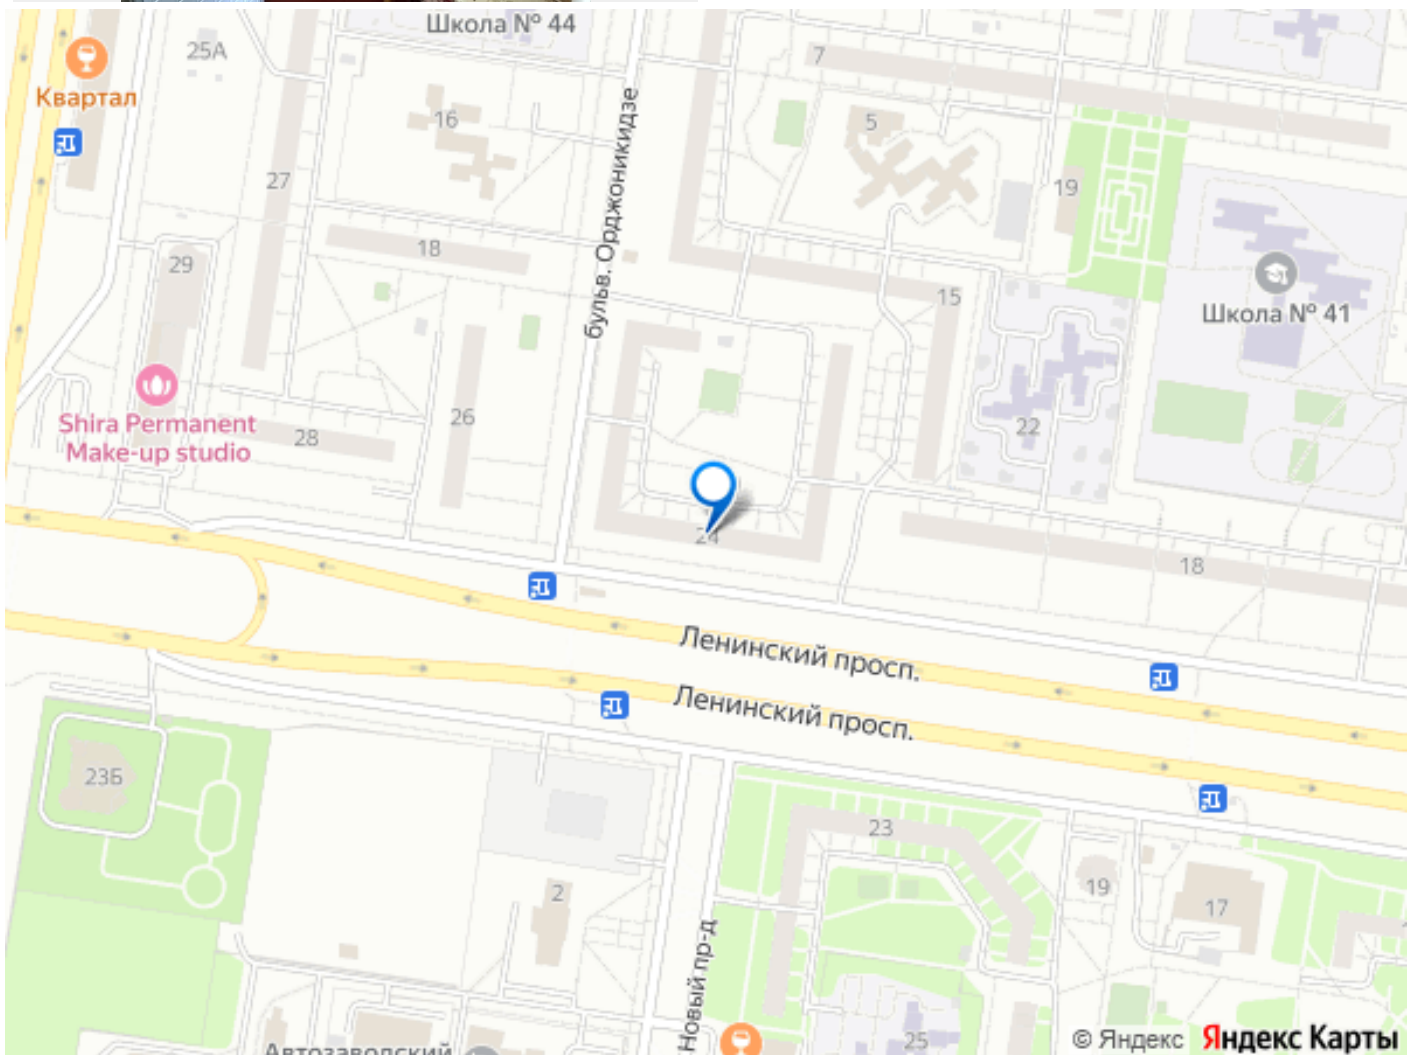 Школа № 44
25А
7
Квартал
16
5
27
19
бульв. Орджоникидзе
18
29
15
Школа № 41
Shira Permanent
Make-up studio
28
26
22
24
18
Ленинский просп.
Ленинский просп.
23Б
23
2
19
17
Новый пр-д
25
Автозаводский
© Яндекс Яндекс Карты